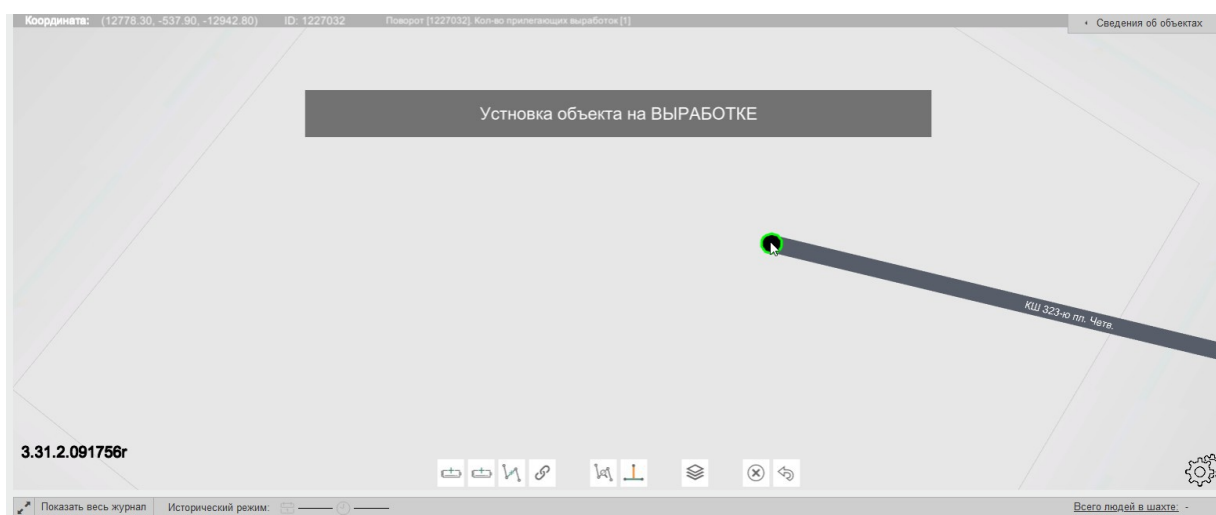 Координата: (12778.30, -537.90, -12942.80) ID: 1227032 Поворот [1227032]. Кол-во прилегающих выработок [1]
Сведения об объектах
Устновка объекта на ВЫРАБОТКЕ
КШ 323-ю пл. Четв.
3.31.2.091756r
Показать весь журнал Исторический режим: Всего людей в шахте: -